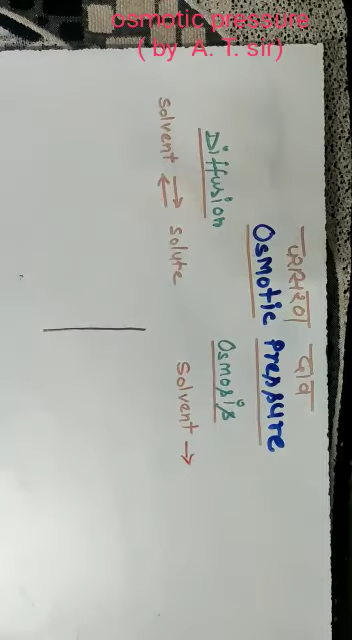 osmotic pressure
( by A. T. sir)
परासरण दाब
Osmotic Pressure
Diffusion Osmosis
Solvent ⇌ Solute Solvent →